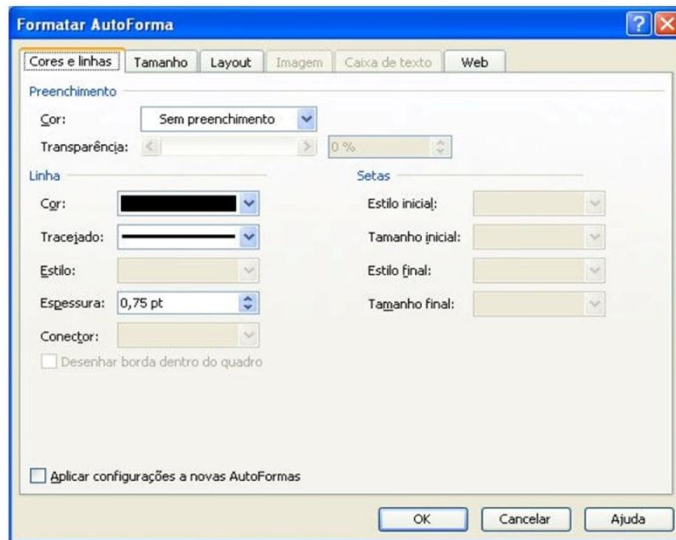 Formatar AutoForma
Cores e linhas Tamanho Layout Imagem Caixa de texto Web
Preenchimento
Cor: Sem preenchimento
Transparência: 0 %
Linha Setas
Cor: Estilo inicial:
Tracejado: Tamanho inicial:
Estilo: Estilo final:
Espessura: 0,75 pt Tamanho final:
Conector:
Desenhar borda dentro do quadro
Aplicar configurações a novas AutoFormas
OK Cancelar Ajuda